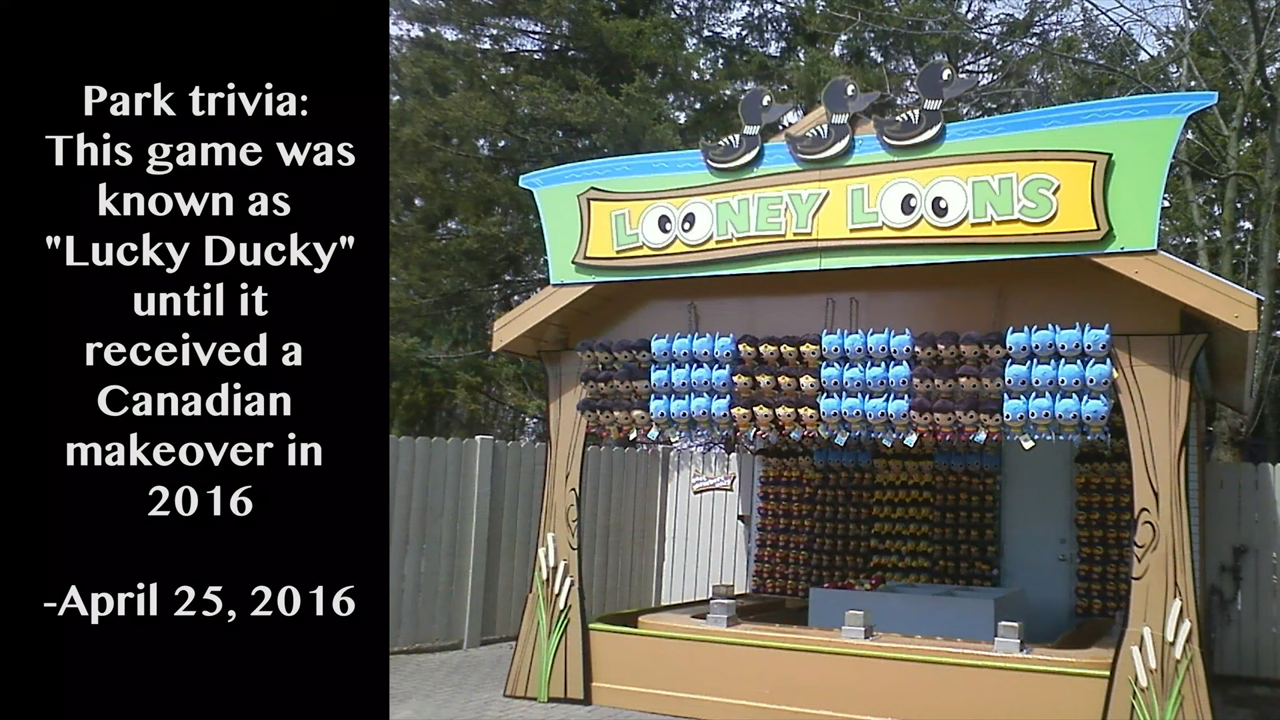 Park trivia:
This game was
known as
"Lucky Ducky"
until it
received a
Canadian
makeover in
2016
-April 25, 2016
LOONEY LOONS